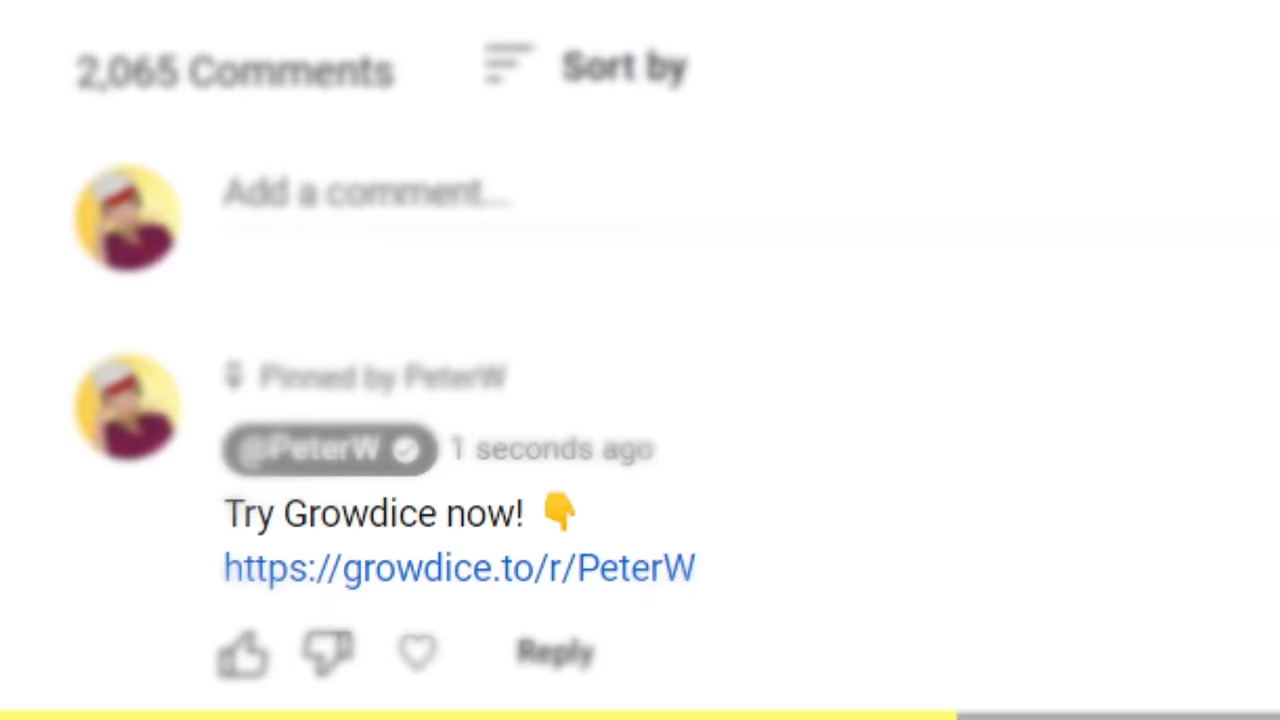 2,065 Comments
Sort by
Add a comment...
Pinned by PeterW
@PeterW 1 seconds ago
Try Growdice now! 👇
https://growdice.to/r/PeterW
Reply